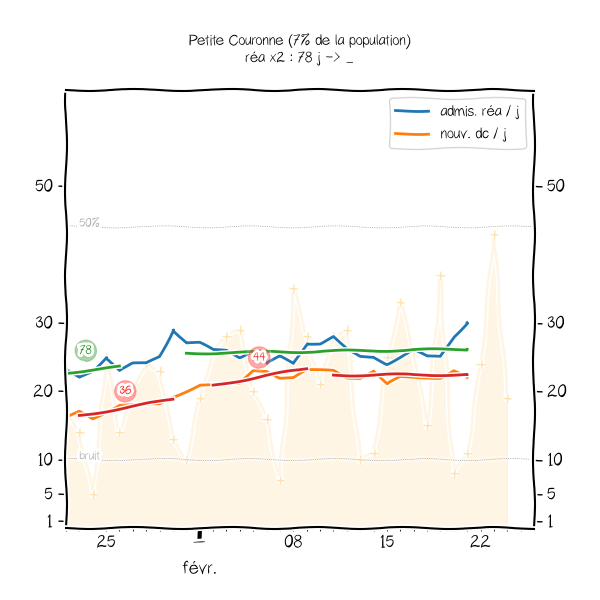 Petite Couronne (7% de la population)
réa x2 : 78 j -> _
admis. réa / j
nouv. dc / j
50 50
50%
30 30
78
44
36
20 20
bruit
10 10
5 5
1 1
25 1 08 15 22
févr.